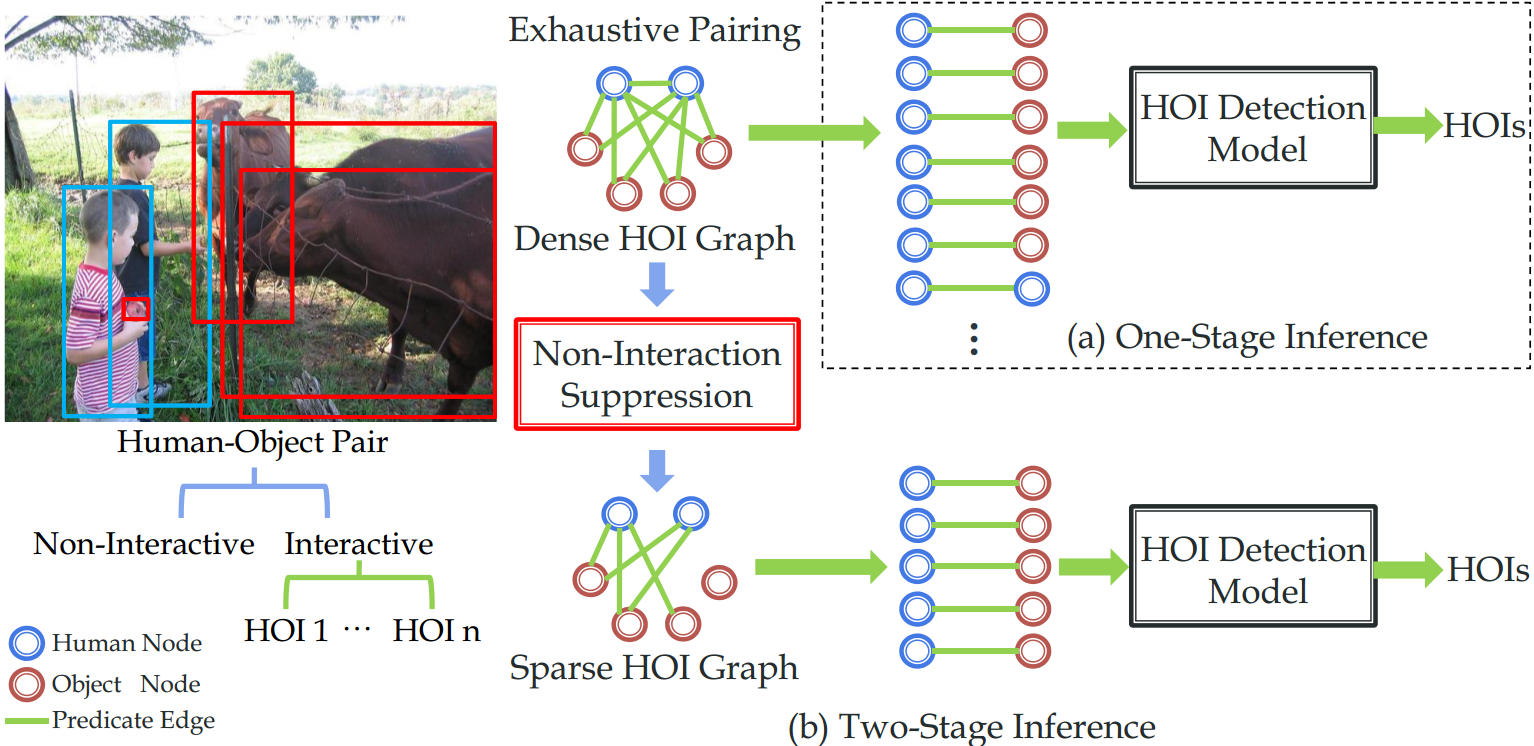 Exhaustive Pairing
Dense HOI Graph
Non-Interaction
Suppression
Sparse HOI Graph
HOI Detection
Model
HOIs
(a) One-Stage Inference
HOI Detection
Model
HOIs
(b) Two-Stage Inference
Human-Object Pair
Non-Interactive
Interactive
HOI 1 ··· HOI n
Human Node
Object Node
Predicate Edge